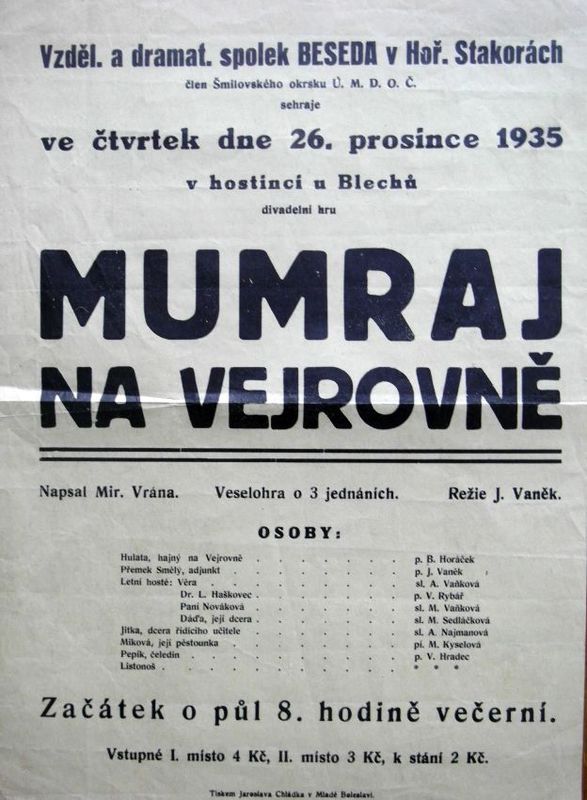 Vzděl. a dramat. spolek BESEDA v Hoř. Stakorách
člen Šmilovského okrsku Ú. M. D. O. Č.
sehraje
ve čtvrtek dne 26. prosince 1935
v hostinci u Blechů
divadelní hru
MUMRAJ
NA VEJROVNĚ
Napsal Mir. Vrána. Veselohra o 3 jednáních. Režie J. Vaněk.
OSOBY:
Hulata, hajný na Vejrovně . . . . . . . p. B. Horáček
Přemek Smělý, adjunkt . . . . . . . p. J. Vaněk
Letní hosté: Věra . . . . . . . sl. A. Vaňková
Dr. L. Haškovec . . . . . . . p. V. Rybář
Paní Nováková . . . . . . . sl. M. Vaňková
Dáďa, její dcera . . . . . . . sl. M. Sedláčková
Jitka, dcera řídícího učitele . . . . . . . sl. A. Najmanová
Miková, její pěstounka . . . . . . . pí. M. Kyselová
Pepík, čeledín . . . . . . . p. V. Hradec
Listonoš . . . . . . . * * *
Začátek o půl 8. hodině večerní.
Vstupné I. místo 4 Kč, II. místo 3 Kč, k stání 2 Kč.
Tiskem Jaroslava Chládka v Mladé Boleslavi.